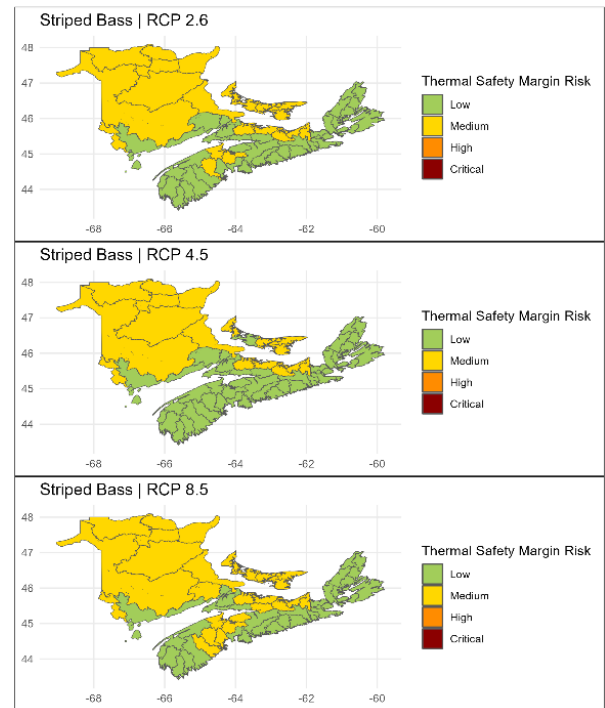 Striped Bass | RCP 2.6
48
47
46
45
44
-68
-66
-64
-62
-60
Thermal Safety Margin Risk
Low
Medium
High
Critical
Striped Bass | RCP 4.5
48
47
46
45
44
-68
-66
-64
-62
-60
Thermal Safety Margin Risk
Low
Medium
High
Critical
Striped Bass | RCP 8.5
48
47
46
45
44
-68
-66
-64
-62
-60
Thermal Safety Margin Risk
Low
Medium
High
Critical